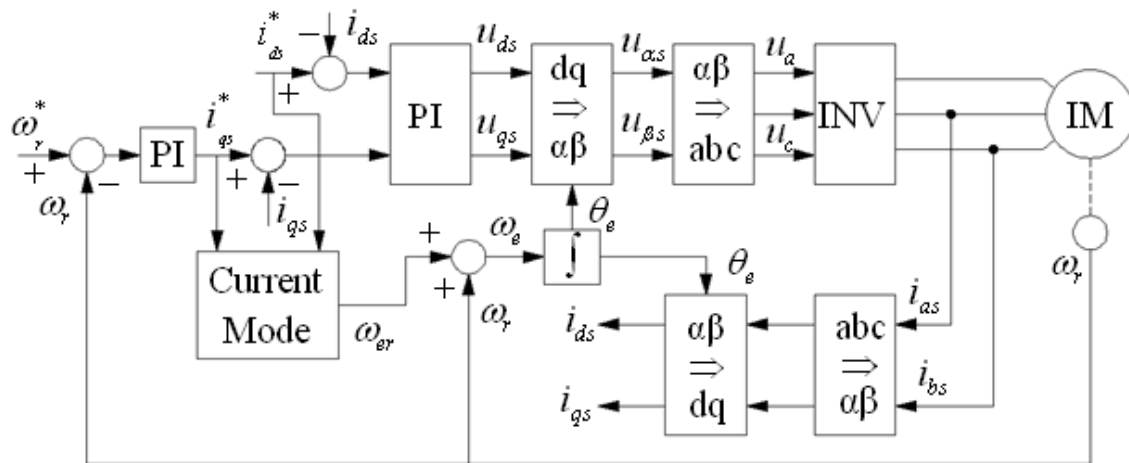 i*ds − ids
+
ω*r
+
−
ωr
PI
i*qs
+
−
iqs
PI
uds
uqs
dq
⇒
αβ
uαs
uβs
αβ
⇒
abc
ua
uc
INV
IM
ωr
Current
Mode
ωer
+
+
ωr
ωe
∫
θe
θe
αβ
⇒
dq
ids
iqs
abc
⇒
αβ
ias
ibs